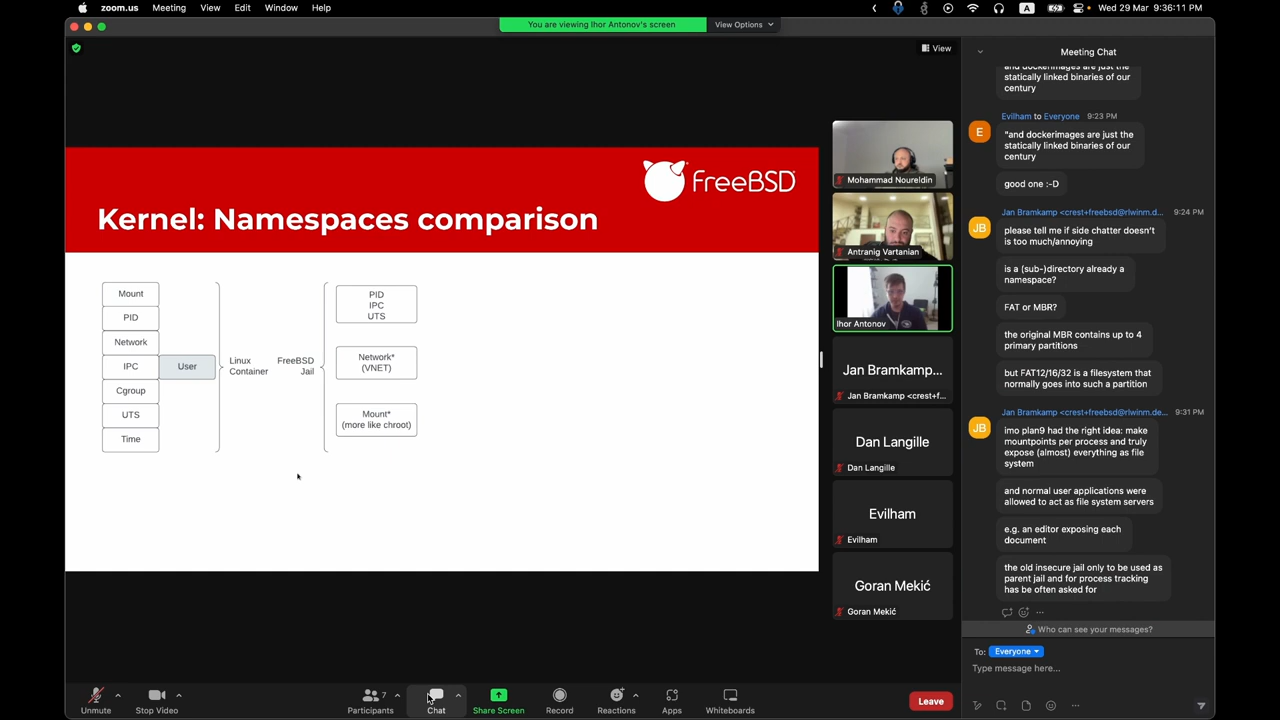 zoom.us Meeting View Edit Window Help
A
Wed 29 Mar 9:36:11 PM
You are viewing Ihor Antonov's screen
View Options
View
FreeBSD
Kernel: Namespaces comparison
Mount
PID
Network
IPC
Cgroup
UTS
Time
User
Linux
Container
FreeBSD
Jail
PID
IPC
UTS
Network*
(VNET)
Mount*
(more like chroot)
Mohammad Noureldin
Antranig Vartanian
Ihor Antonov
Jan Bramkamp...
Jan Bramkamp <crest+f...
Dan Langille
Dan Langille
Evilham
Evilham
Goran Mekić
Goran Mekić
Meeting Chat
and dockerimages are just the
statically linked binaries of our
century
Evilham to Everyone 9:23 PM
E
"and dockerimages are just the
statically linked binaries of our
century
good one :-D
Jan Bramkamp <crest+freebsd@rlwinm.d... 9:24 PM
JB
please tell me if side chatter doesn't
is too much/annoying
is a (sub-)directory already a
namespace?
FAT or MBR?
the original MBR contains up to 4
primary partitions
but FAT12/16/32 is a filesystem that
normally goes into such a partition
Jan Bramkamp <crest+freebsd@rlwinm.de... 9:31 PM
JB
imo plan9 had the right idea: make
mountpoints per process and truly
expose (almost) everything as file
system
and normal user applications were
allowed to act as file system servers
e.g. an editor exposing each
document
the old insecure jail only to be used as
parent jail and for process tracking
has be often asked for
Who can see your messages?
To: Everyone
Type message here...
Unmute
Stop Video
7
Participants
Chat
Share Screen
Record
Reactions
Apps
Whiteboards
Leave